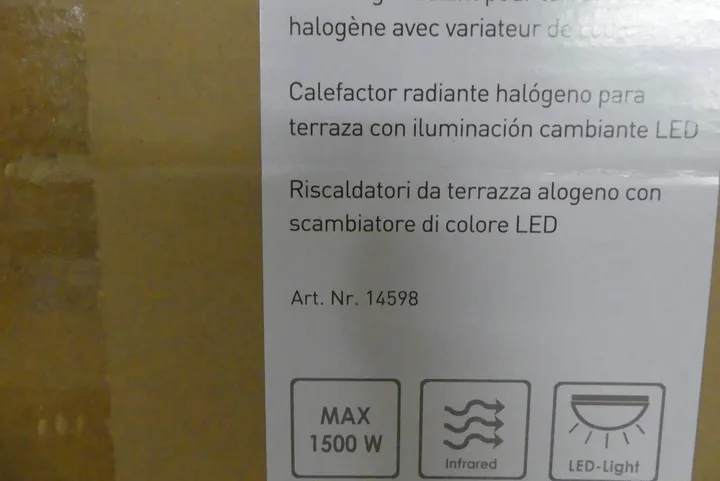 halogène avec variateur de
Calefactor radiante halógeno para
terraza con iluminación cambiante LED
Riscaldatori da terrazza alogeno con
scambiatore di colore LED
Art. Nr. 14598
MAX
1500 W
Infrared
LED-Light